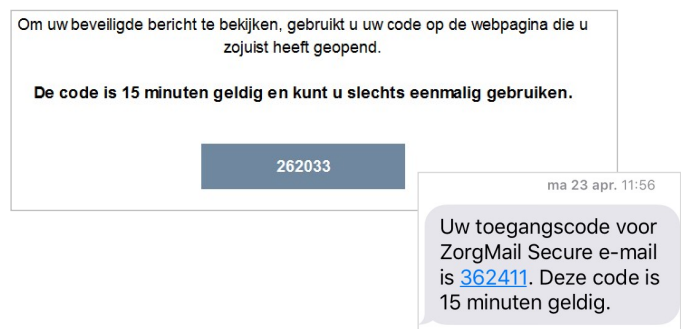 Om uw beveiligde bericht te bekijken, gebruikt u uw code op de webpagina die u
zojuist heeft geopend.
De code is 15 minuten geldig en kunt u slechts eenmalig gebruiken.
262033
ma 23 apr. 11:56
Uw toegangscode voor
ZorgMail Secure e-mail
is 362411. Deze code is
15 minuten geldig.